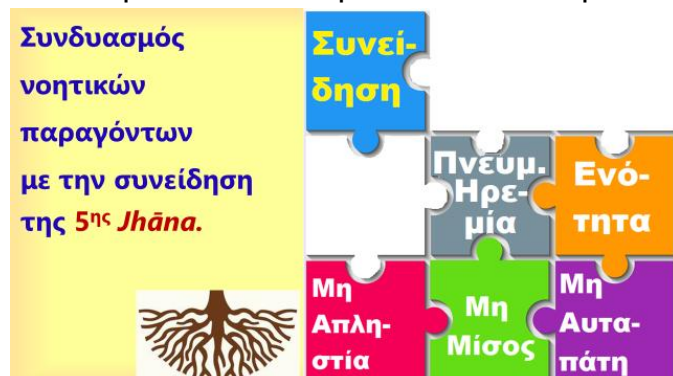 Συνδυασμός
νοητικών
παραγόντων
με την συνείδηση
της 5ης Jhāna.
Συνεί-
δηση
Πνευμ.
Ηρε-
μία
Ενό-
τητα
Μη
Απλη-
στία
Μη
Μίσος
Μη
Αυτα-
πάτη